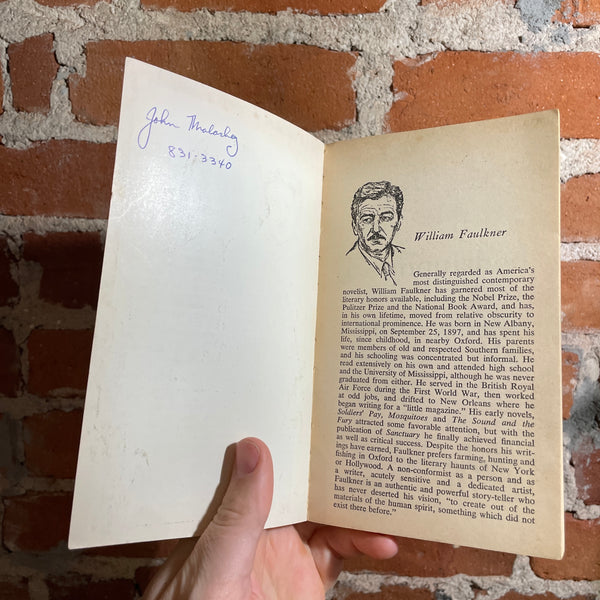 John Maloskey
831-3340
William Faulkner
Generally regarded as America's
most distinguished contemporary
novelist, William Faulkner has garnered most of the
literary honors available, including the Nobel Prize, the
Pulitzer Prize and the National Book Award, and has,
in his own lifetime, moved from relative obscurity to
international prominence. He was born in New Albany,
Mississippi, on September 25, 1897, and has spent his
life, since childhood, in nearby Oxford. His parents
were members of old and respected Southern families,
and his schooling was concentrated but informal. He
read extensively on his own and attended high school
and the University of Mississippi, although he was never
graduated from either. He served in the British Royal
Air Force during the First World War, then worked
at odd jobs, and drifted to New Orleans where he
began writing for a "little magazine." His early novels,
Soldiers' Pay, Mosquitoes and The Sound and the
Fury attracted some favorable attention, but with the
publication of Sanctuary he finally achieved financial
as well as critical success. Despite the honors his writ-
ings have earned, Faulkner prefers farming, hunting and
fishing in Oxford to the literary haunts of New York
or Hollywood. A non-conformist as a person and as
a writer, acutely sensitive and a dedicated artist,
Faulkner is an authentic and powerful story-teller who
has never deserted his vision, "to create out of the
materials of the human spirit, something which did not
exist there before."